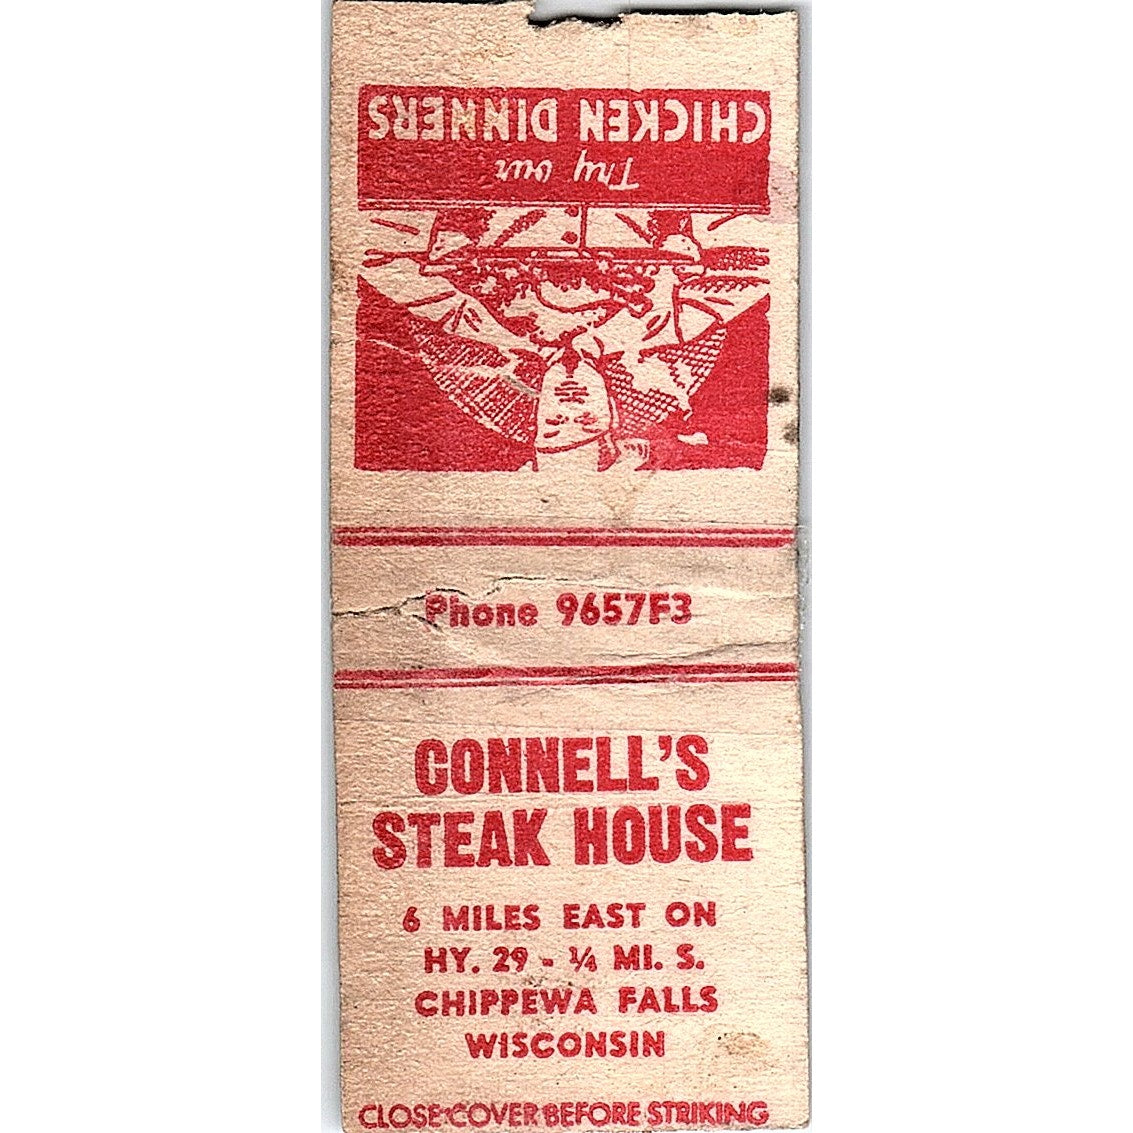 Try our
CHICKEN DINNERS
Phone 9657F3
CONNELL'S
STEAK HOUSE
6 MILES EAST ON
HY. 29 - ¼ MI. S.
CHIPPEWA FALLS
WISCONSIN
CLOSE COVER BEFORE STRIKING